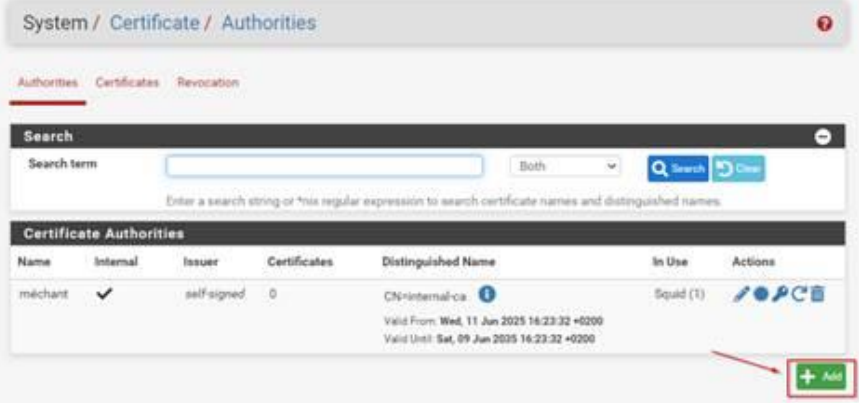 System / Certificate / Authorities
Authorities Certificates Revocation
Search
Search term Both Search Clear
Enter a search string or *nix regular expression to search certificate names and distinguished names.
Certificate Authorities
Name Internal Issuer Certificates Distinguished Name In Use Actions
méchant self-signed 0 CN=internal-ca Squid (1)
Valid From: Wed, 11 Jun 2025 16:23:32 +0200
Valid Until: Sat, 09 Jun 2035 16:23:32 +0200
+ Add